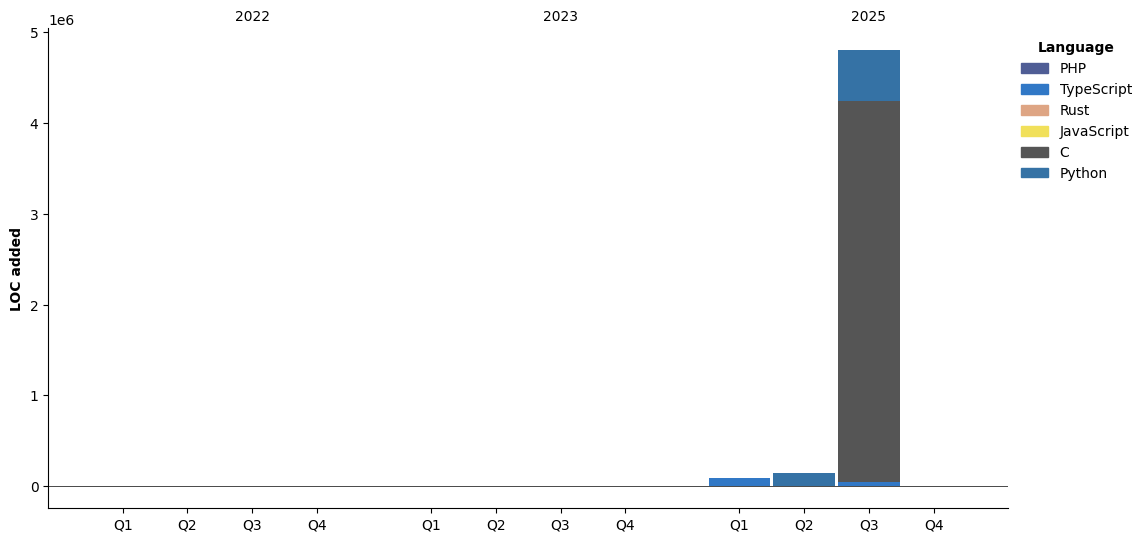 2022 2023 2025
1e6
Language
PHP
TypeScript
Rust
JavaScript
C
Python
LOC added
5
4
3
2
1
0
Q1 Q2 Q3 Q4 Q1 Q2 Q3 Q4 Q1 Q2 Q3 Q4